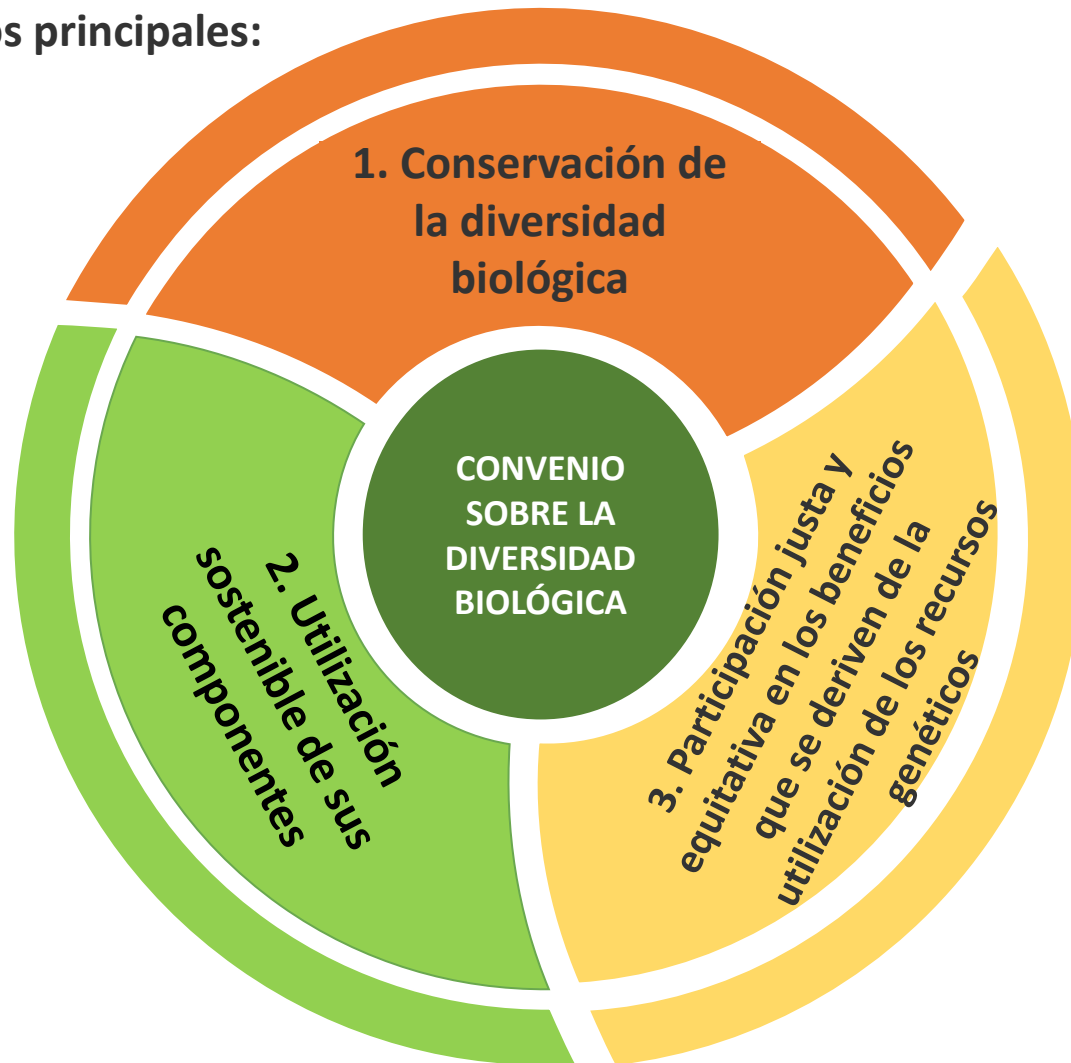 os principales:
1. Conservación de
la diversidad
biológica
CONVENIO
SOBRE LA
DIVERSIDAD
BIOLÓGICA
2. Utilización
sostenible de sus
componentes
3. Participación justa y
equitativa en los beneficios
que se deriven de la
utilización de los recursos
genéticos